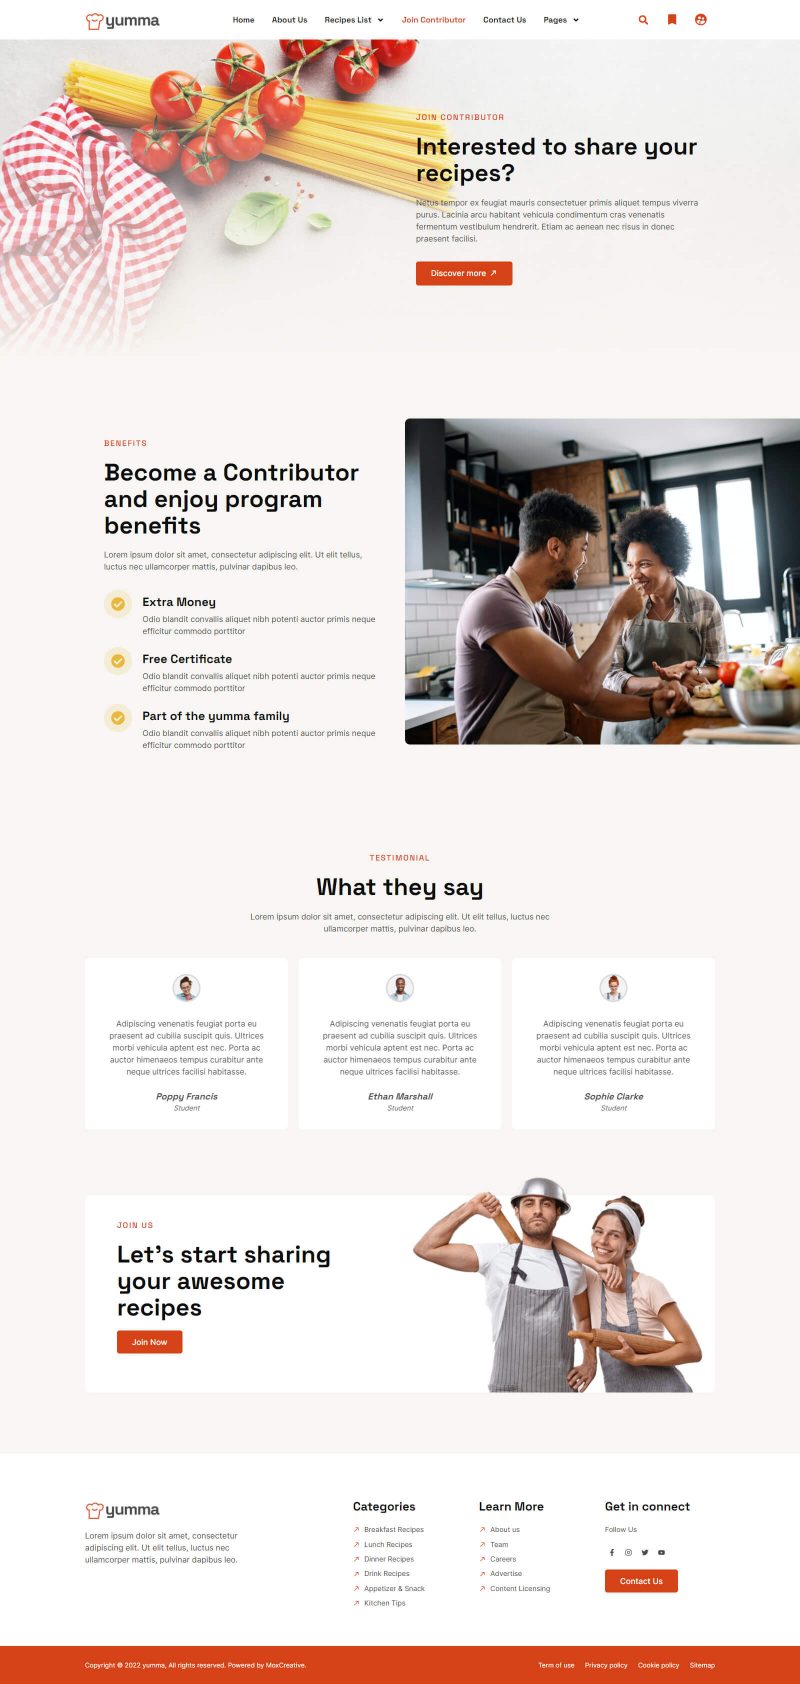 yumma
Home About Us Recipes List Join Contributor Contact Us Pages
JOIN CONTRIBUTOR
Interested to share your
recipes?
Netus tempor ex feugiat mauris consectetuer primis aliquet tempus viverra
purus. Lacinia arcu habitant vehicula condimentum cras venenatis
fermentum vestibulum hendrerit. Etiam ac aenean nec risus in donec
praesent facilisi.
Discover more
BENEFITS
Become a Contributor
and enjoy program
benefits
Lorem ipsum dolor sit amet, consectetur adipiscing elit. Ut elit tellus,
luctus nec ullamcorper mattis, pulvinar dapibus leo.
Extra Money
Odio blandit convallis aliquet nibh potenti auctor primis neque
efficitur commodo porttitor
Free Certificate
Odio blandit convallis aliquet nibh potenti auctor primis neque
efficitur commodo porttitor
Part of the yumma family
Odio blandit convallis aliquet nibh potenti auctor primis neque
efficitur commodo porttitor
TESTIMONIAL
What they say
Lorem ipsum dolor sit amet, consectetur adipiscing elit. Ut elit tellus, luctus nec
ullamcorper mattis, pulvinar dapibus leo.
Adipiscing venenatis feugiat porta eu
praesent ad cubilia suscipit quis. Ultrices
morbi vehicula aptent est nec. Porta ac
auctor himenaeos tempus curabitur ante
neque ultrices facilisi habitasse.
Poppy Francis
Student
Adipiscing venenatis feugiat porta eu
praesent ad cubilia suscipit quis. Ultrices
morbi vehicula aptent est nec. Porta ac
auctor himenaeos tempus curabitur ante
neque ultrices facilisi habitasse.
Ethan Marshall
Student
Adipiscing venenatis feugiat porta eu
praesent ad cubilia suscipit quis. Ultrices
morbi vehicula aptent est nec. Porta ac
auctor himenaeos tempus curabitur ante
neque ultrices facilisi habitasse.
Sophie Clarke
Student
JOIN US
Let's start sharing
your awesome
recipes
Join Now
yumma
Lorem ipsum dolor sit amet, consectetur
adipiscing elit. Ut elit tellus, luctus nec
ullamcorper mattis, pulvinar dapibus leo.
Categories
Breakfast Recipes
Lunch Recipes
Dinner Recipes
Drink Recipes
Appetizer & Snack
Kitchen Tips
Learn More
About us
Team
Careers
Advertise
Content Licensing
Get in connect
Follow Us
Contact Us
Copyright © 2022 yumma, All rights reserved. Powered by MoxCreative.
Term of use Privacy policy Cookie policy Sitemap